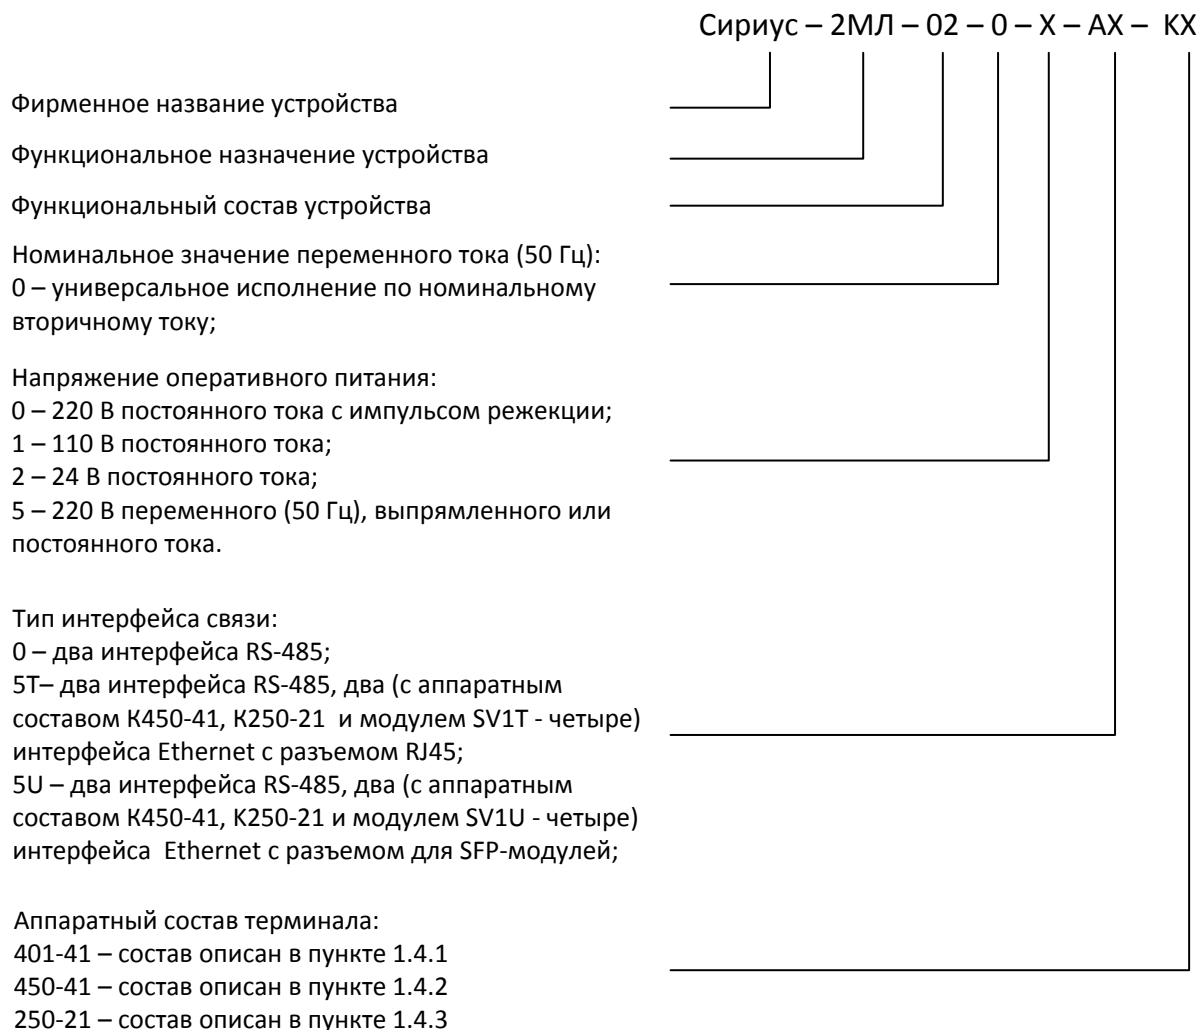 Сириус – 2МЛ – 02 – 0 – Х – АХ – КХ
Фирменное название устройства
Функциональное назначение устройства
Функциональный состав устройства
Номинальное значение переменного тока (50 Гц):
0 – универсальное исполнение по номинальному
вторичному току;
Напряжение оперативного питания:
0 – 220 В постоянного тока с импульсом режекции;
1 – 110 В постоянного тока;
2 – 24 В постоянного тока;
5 – 220 В переменного (50 Гц), выпрямленного или
постоянного тока.
Тип интерфейса связи:
0 – два интерфейса RS-485;
5T– два интерфейса RS-485, два (с аппаратным
составом К450-41, К250-21 и модулем SV1T - четыре)
интерфейса Ethernet с разъемом RJ45;
5U – два интерфейса RS-485, два (с аппаратным
составом К450-41, К250-21 и модулем SV1U - четыре)
интерфейса Ethernet с разъемом для SFP-модулей;
Аппаратный состав терминала:
401-41 – состав описан в пункте 1.4.1
450-41 – состав описан в пункте 1.4.2
250-21 – состав описан в пункте 1.4.3